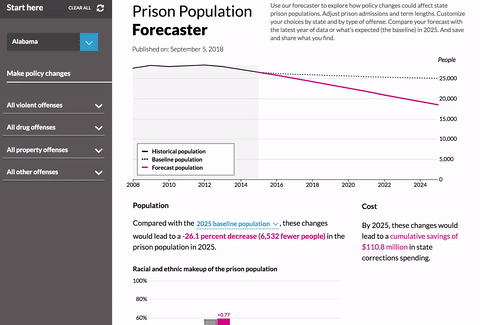 Start here
CLEAR ALL
Alabama
Make policy changes
All violent offenses
All drug offenses
All property offenses
All other offenses
Prison Population
Forecaster
Published on: September 5, 2018
Use our forecaster to explore how policy changes could affect state
prison populations. Adjust prison admissions and term lengths. Customize
your choices by state and by type of offense. Compare your forecast with
the latest year of data or what's expected (the baseline) in 2025. And save
and share what you find.
People
25,000
20,000
15,000
10,000
5,000
0
Historical population
Baseline population
Forecast population
2008 2010 2012 2014 2016 2018 2020 2022 2024
Population
Compared with the 2025 baseline population , these changes
would lead to a -26.1 percent decrease (6,532 fewer people) in the
prison population in 2025.
Cost
By 2025, these changes would
lead to a cumulative savings of
$110.8 million in state
corrections spending.
Racial and ethnic makeup of the prison population
100%
80%
60%
+0.77